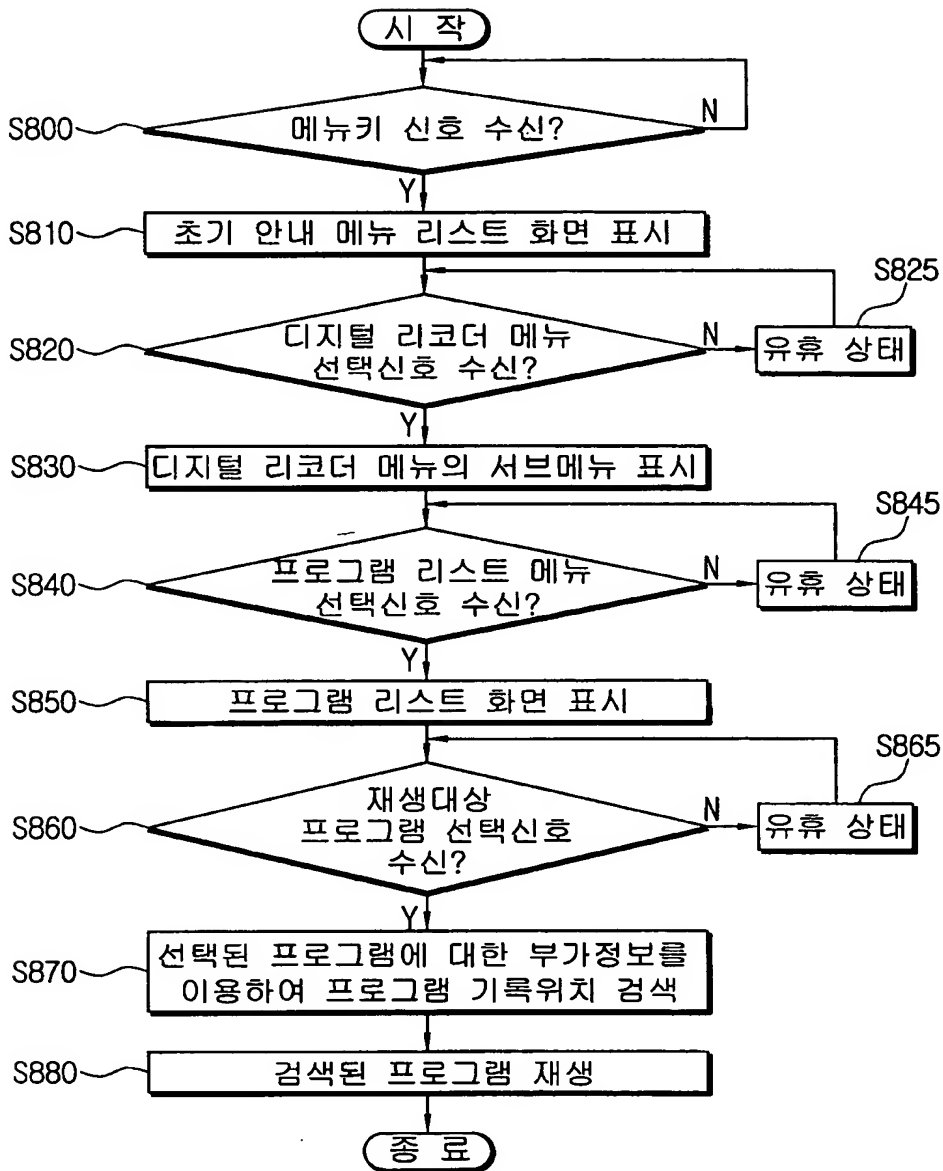 시 작
S800
메뉴키 신호 수신?
N
Y
S810
초기 안내 메뉴 리스트 화면 표시
S825
S820
디지털 리코더 메뉴
선택신호 수신?
N
유휴 상태
Y
S830
디지털 리코더 메뉴의 서브메뉴 표시
S845
S840
프로그램 리스트 메뉴
선택신호 수신?
N
유휴 상태
Y
S850
프로그램 리스트 화면 표시
S865
S860
재생대상
프로그램 선택신호
수신?
N
유휴 상태
Y
S870
선택된 프로그램에 대한 부가정보를
이용하여 프로그램 기록위치 검색
S880
검색된 프로그램 재생
종 료